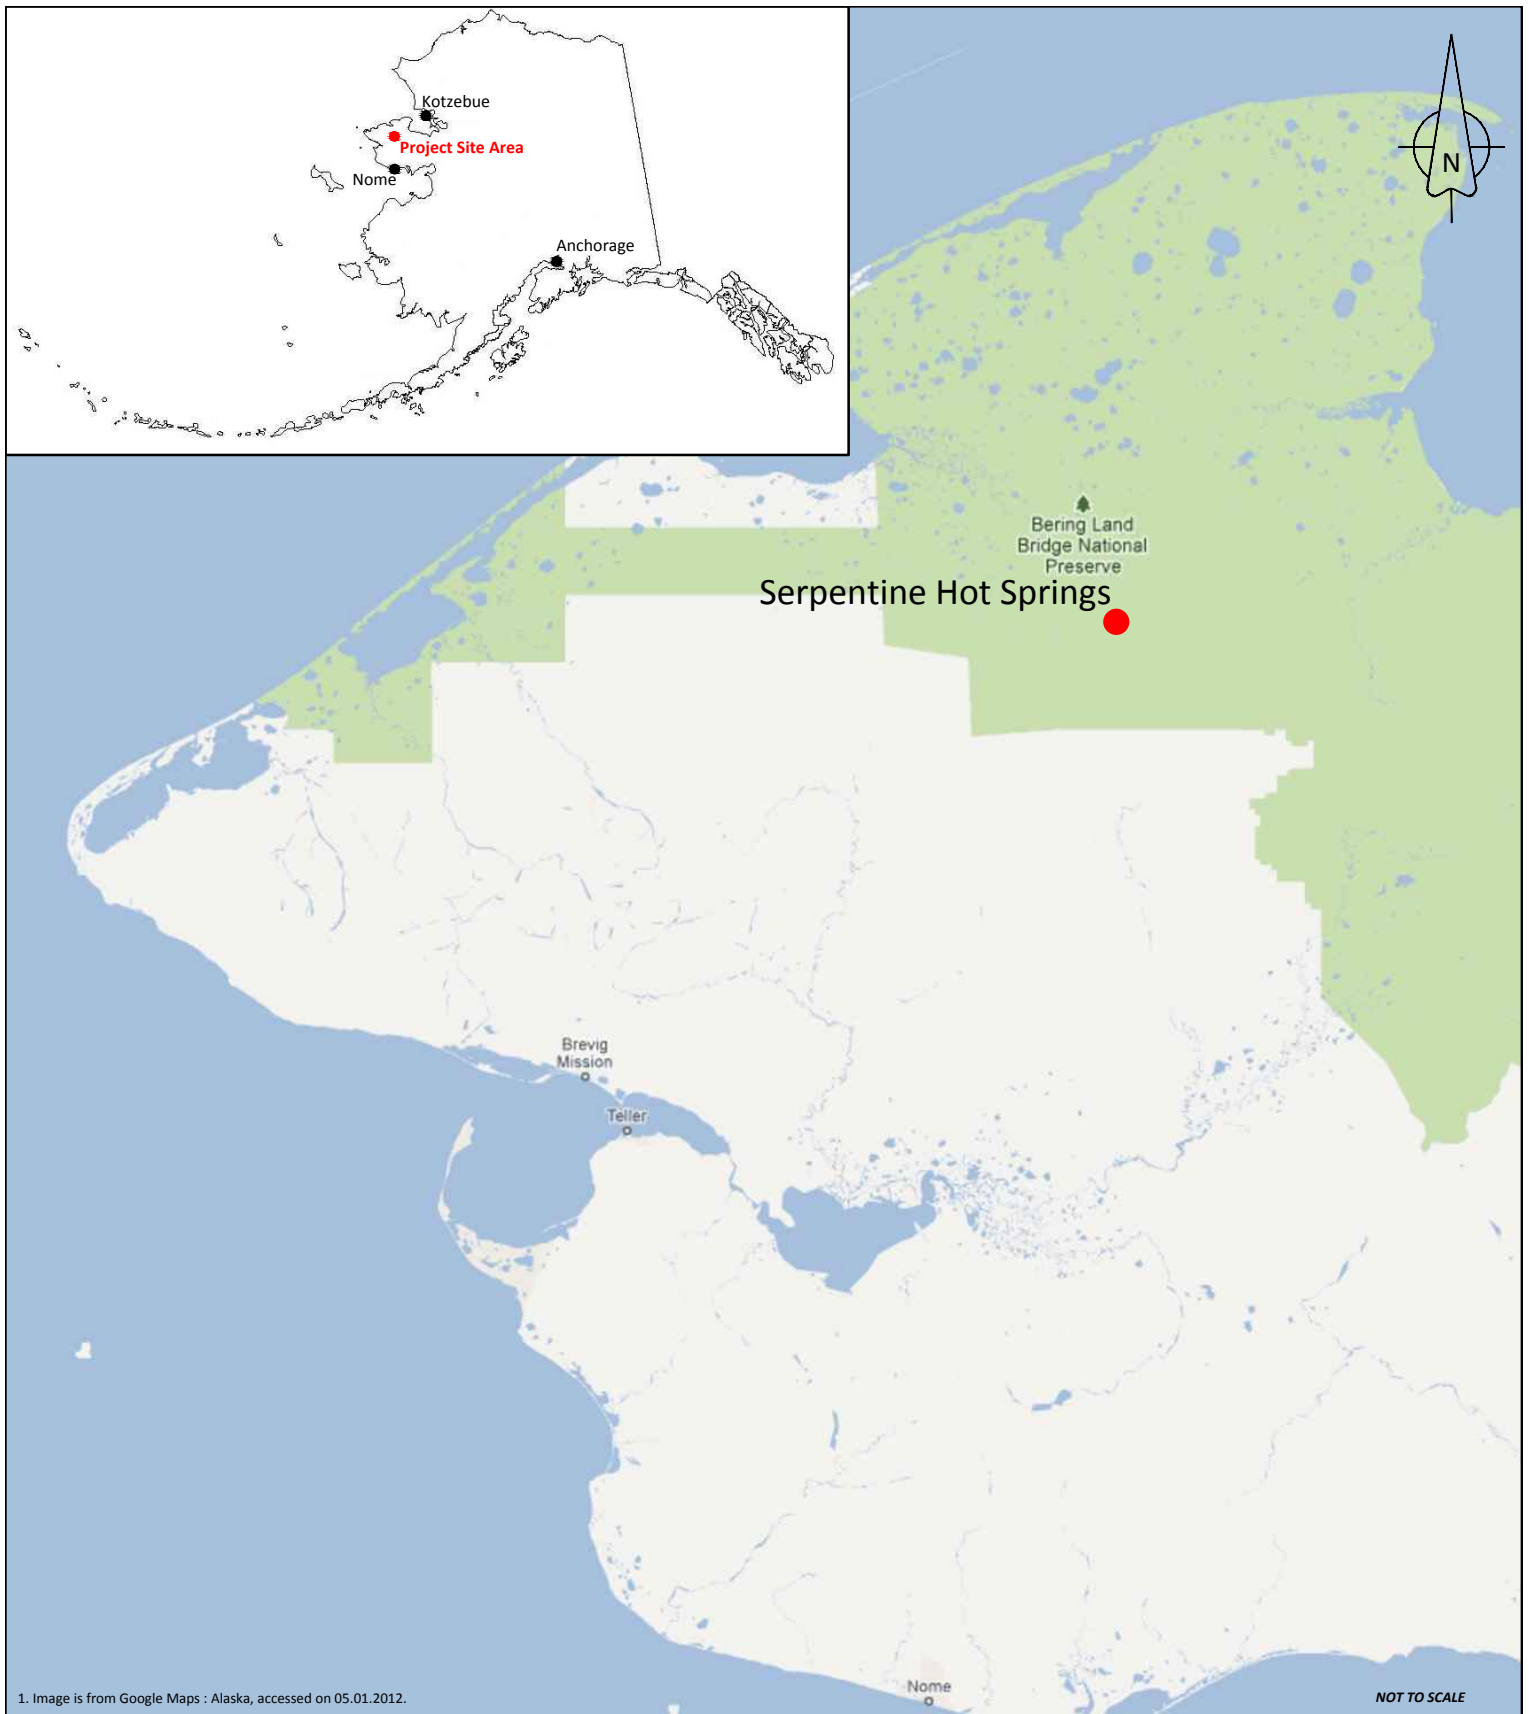 Kotzebue
Project Site Area
Nome
Anchorage
N
Bering Land
Bridge National
Preserve
Serpentine Hot Springs
Brevig
Mission
Teller
Nome
1. Image is from Google Maps : Alaska, accessed on 05.01.2012.
NOT TO SCALE